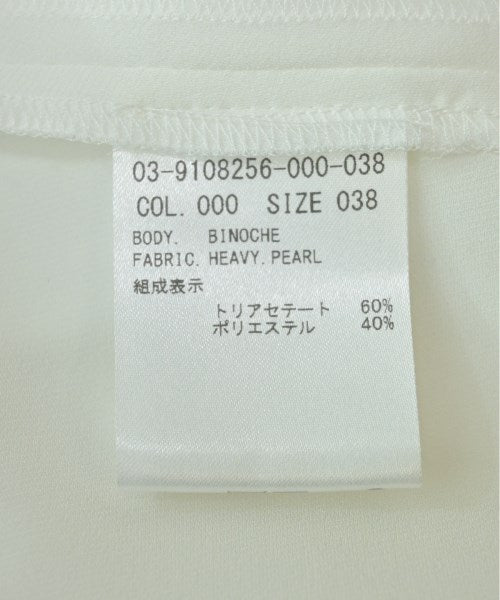 03-9108256-000-038
COL. 000 SIZE 038
BODY. BINOCHE
FABRIC. HEAVY. PEARL
組成表示
トリアセテート 60%
ポリエステル 40%